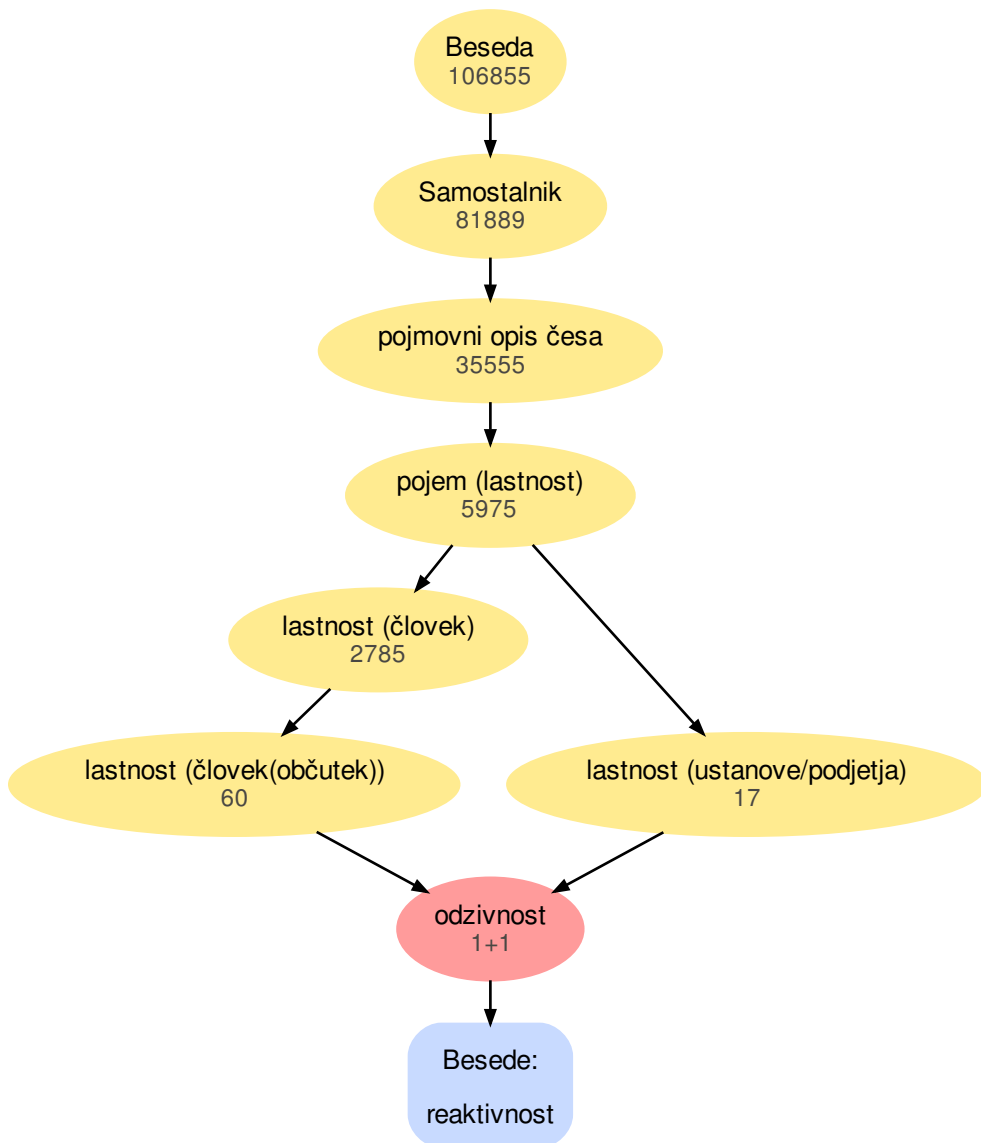 Beseda
106855
Samostalnik
81889
pojmovni opis česa
35555
pojem (lastnost)
5975
lastnost (človek)
2785
lastnost (človek(občutek))
60
lastnost (ustanove/podjetja)
17
odzivnost
1+1
Besede:
reaktivnost